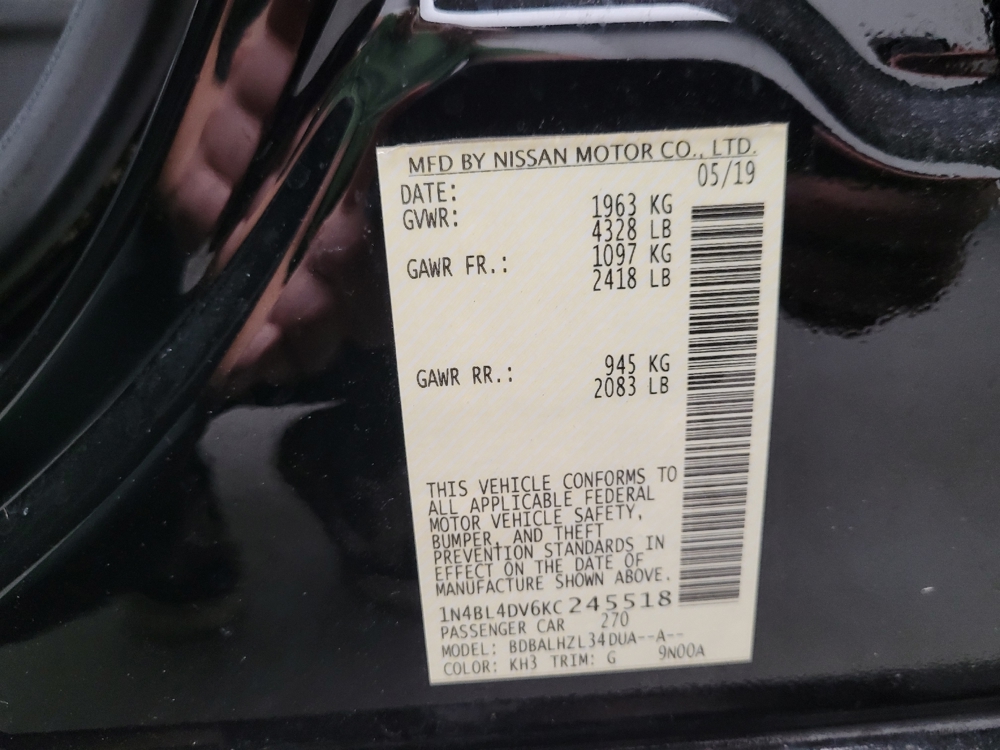 MFD BY NISSAN MOTOR CO., LTD.
DATE: 05/19
GVWR: 1963 KG
4328 LB
GAWR FR.: 1097 KG
2418 LB
GAWR RR.: 945 KG
2083 LB
THIS VEHICLE CONFORMS TO
ALL APPLICABLE FEDERAL
MOTOR VEHICLE SAFETY,
BUMPER, AND THEFT
PREVENTION STANDARDS IN
EFFECT ON THE DATE OF
MANUFACTURE SHOWN ABOVE.
1N4BL4DV6KC245518
PASSENGER CAR 270
MODEL: BDBALHZL34DUA--A--
COLOR: KH3 TRIM: G 9N00A